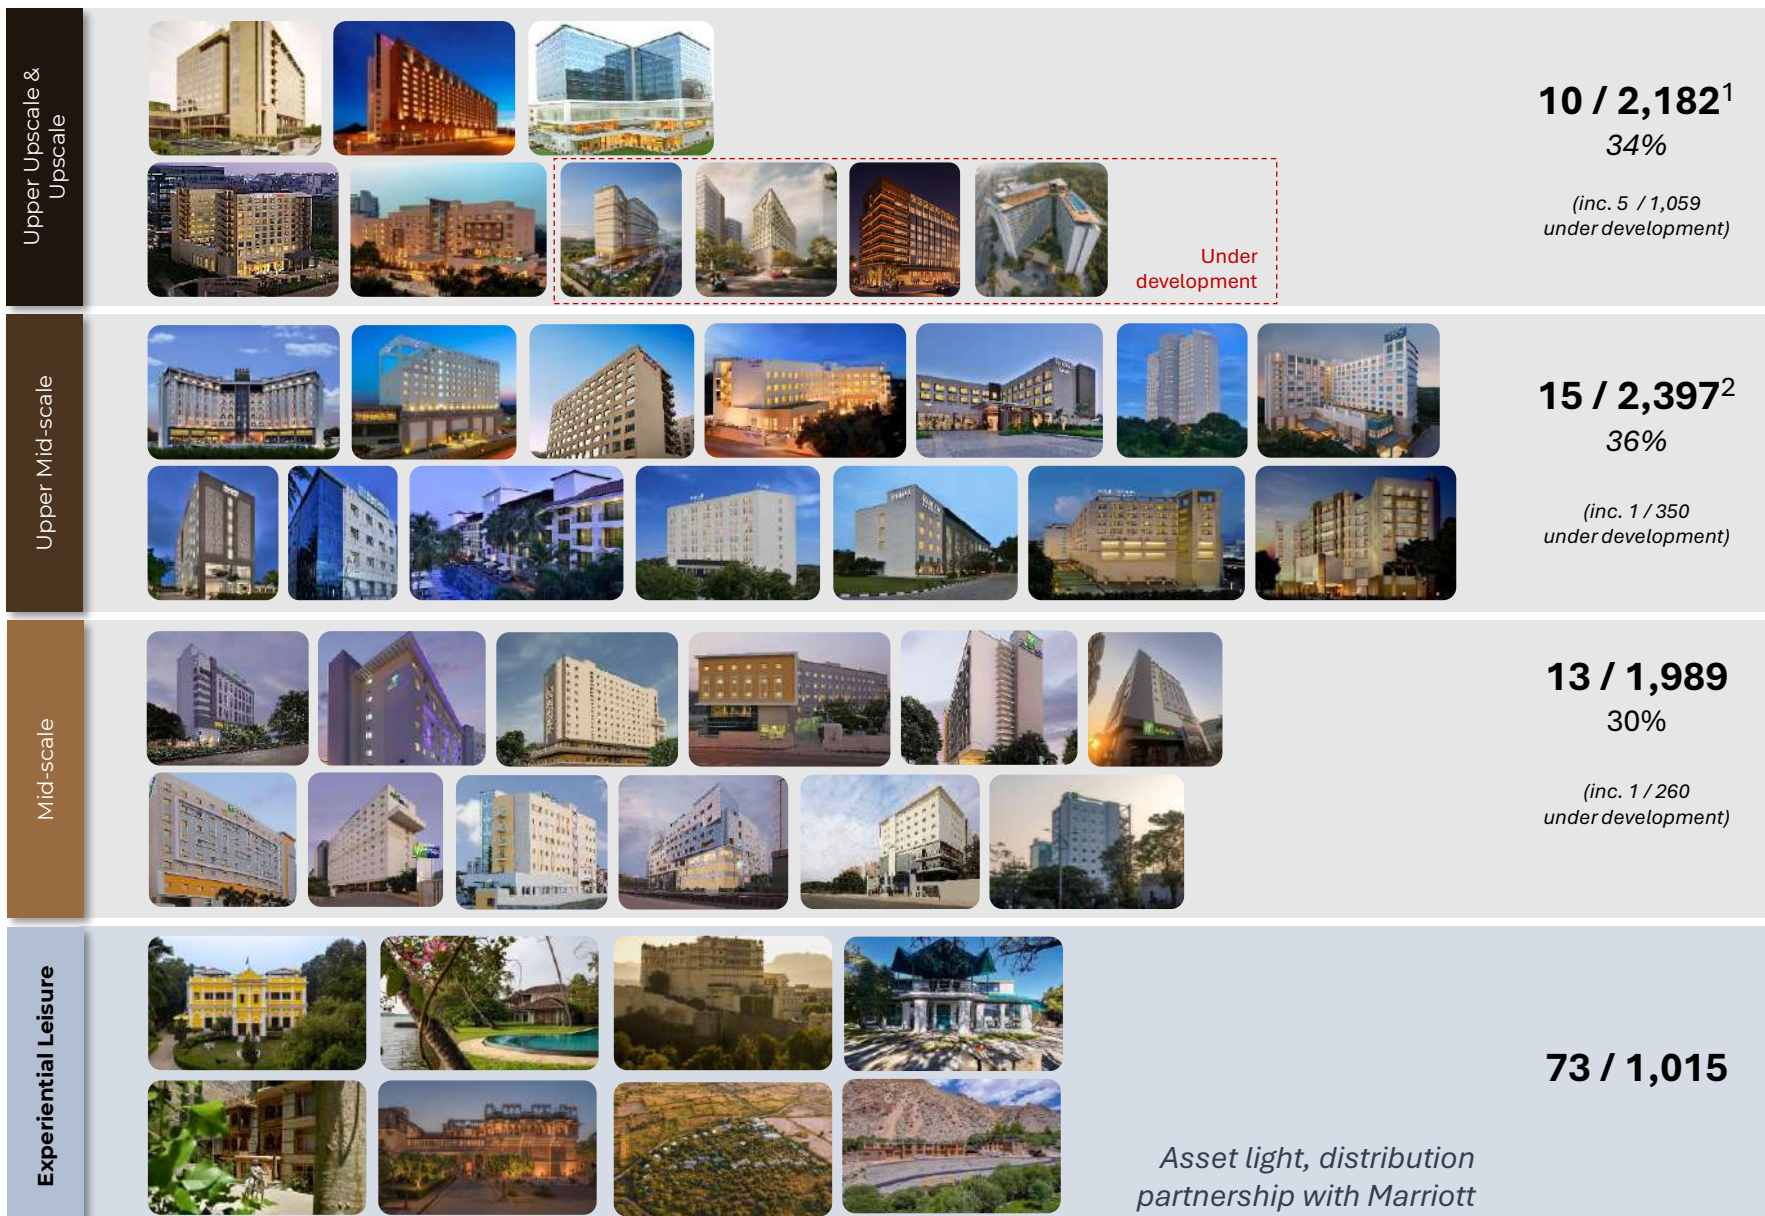 Upper Upscale &
Upscale
10 / 2,182¹
34%
(inc. 5 / 1,059
under development)
Under
development
Upper Mid-scale
15 / 2,397²
36%
(inc. 1 / 350
under development)
Mid-scale
13 / 1,989
30%
(inc. 1 / 260
under development)
Experiential Leisure
73 / 1,015
Asset light, distribution
partnership with Marriott